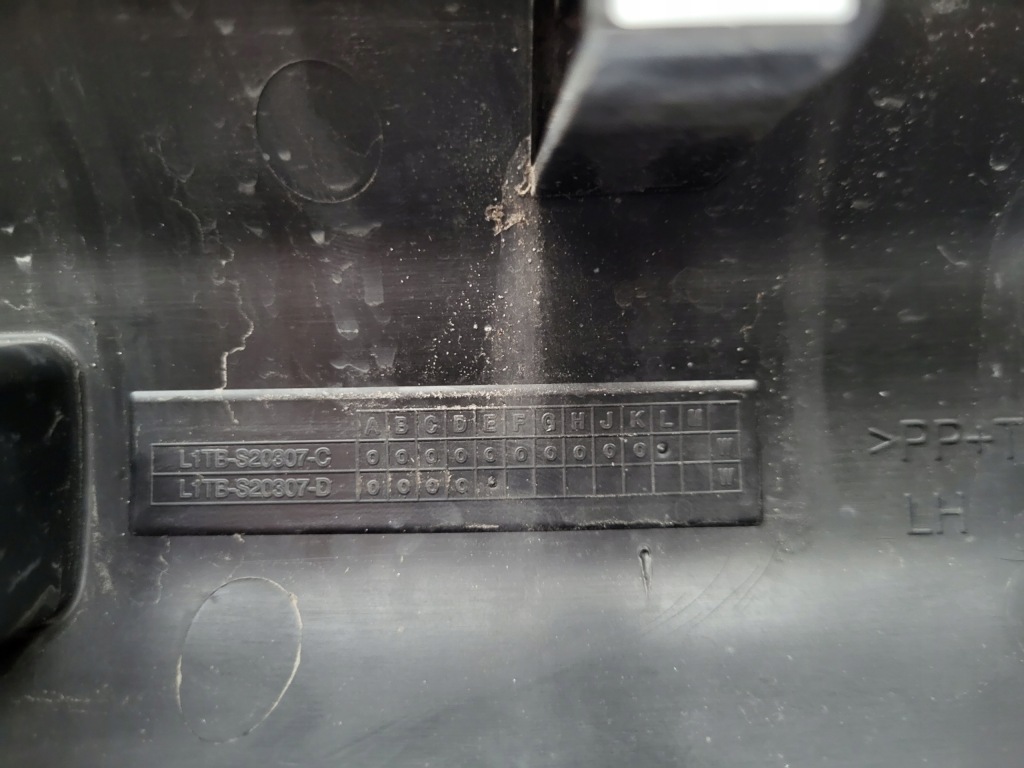 A B C D E F G H J K L M
L1TB-S20307-C W
L1TB-S20307-D W
>PP+T
LH